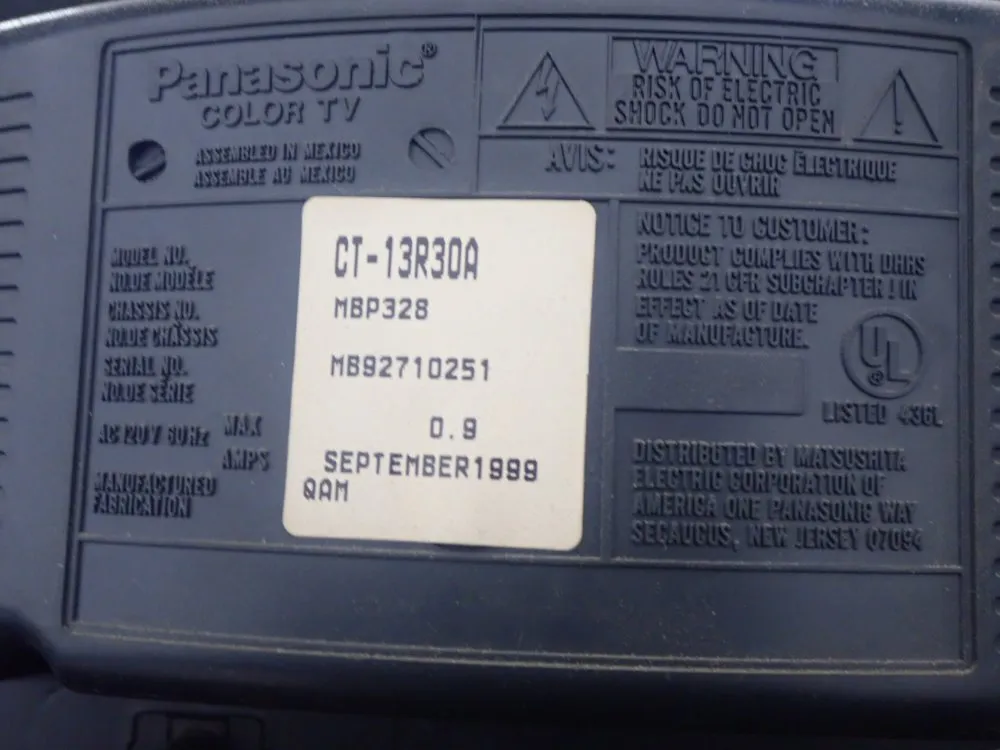 Panasonic®
COLOR TV
ASSEMBLED IN MEXICO
ASSEMBLE AU MEXICO
WARNING
RISK OF ELECTRIC
SHOCK DO NOT OPEN
AVIS: RISQUE DE CHOC ÉLECTRIQUE
NE PAS OUVRIR
MODEL NO.
NO.DE MODÈLE
CHASSIS NO.
NO.DE CHÂSSIS
SERIAL NO.
NO.DE SÉRIE
AC 120V 60Hz MAX
AMPS
MANUFACTURED
FABRICATION
CT-13R30A
MBP328
MB92710251
0.9
SEPTEMBER1999
QAM
NOTICE TO CUSTOMER:
PRODUCT COMPLIES WITH DHHS
RULES 21 CFR SUBCHAPTER J IN
EFFECT AS OF DATE
OF MANUFACTURE.
UL
®
LISTED 436L
DISTRIBUTED BY MATSUSHITA
ELECTRIC CORPORATION OF
AMERICA ONE PANASONIC WAY
SECAUCUS, NEW JERSEY 07094